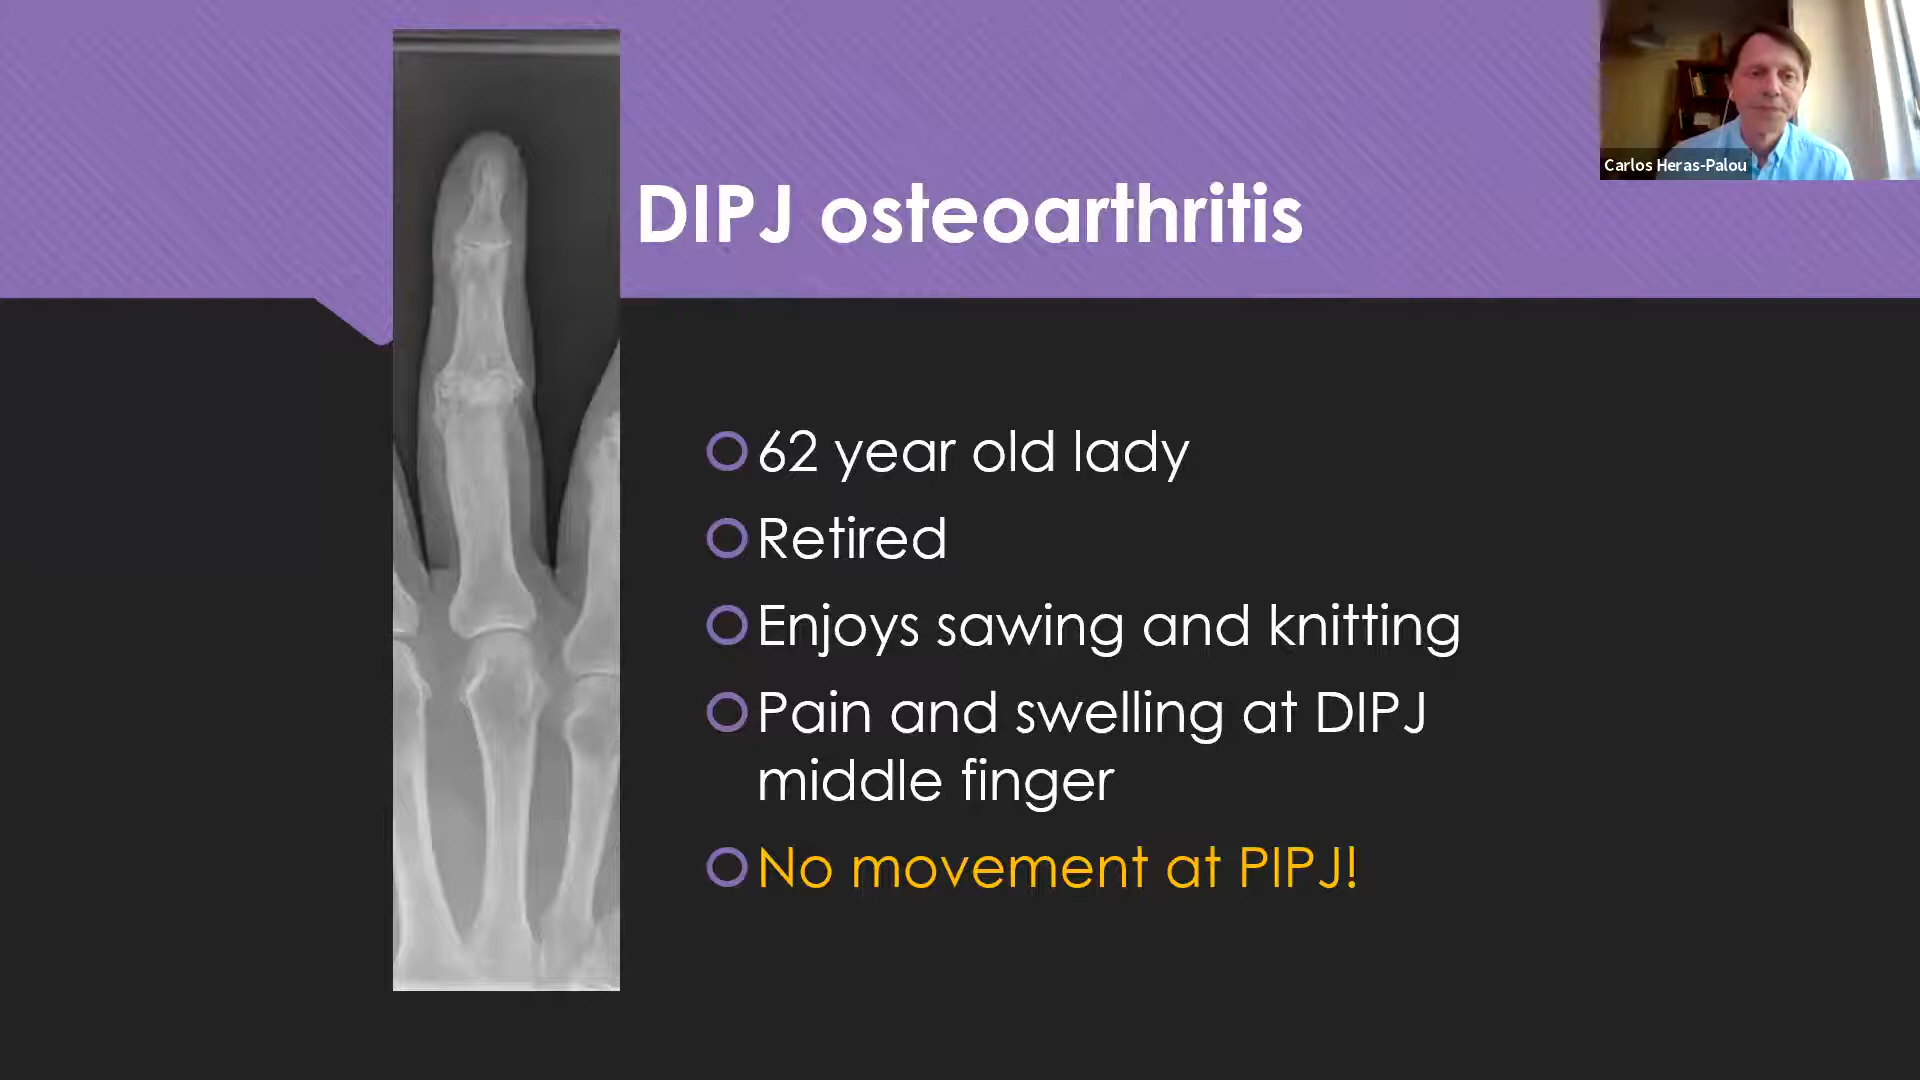 Carlos Heras-Palou
DIPJ osteoarthritis
62 year old lady
Retired
Enjoys sawing and knitting
Pain and swelling at DIPJ
middle finger
No movement at PIPJ!